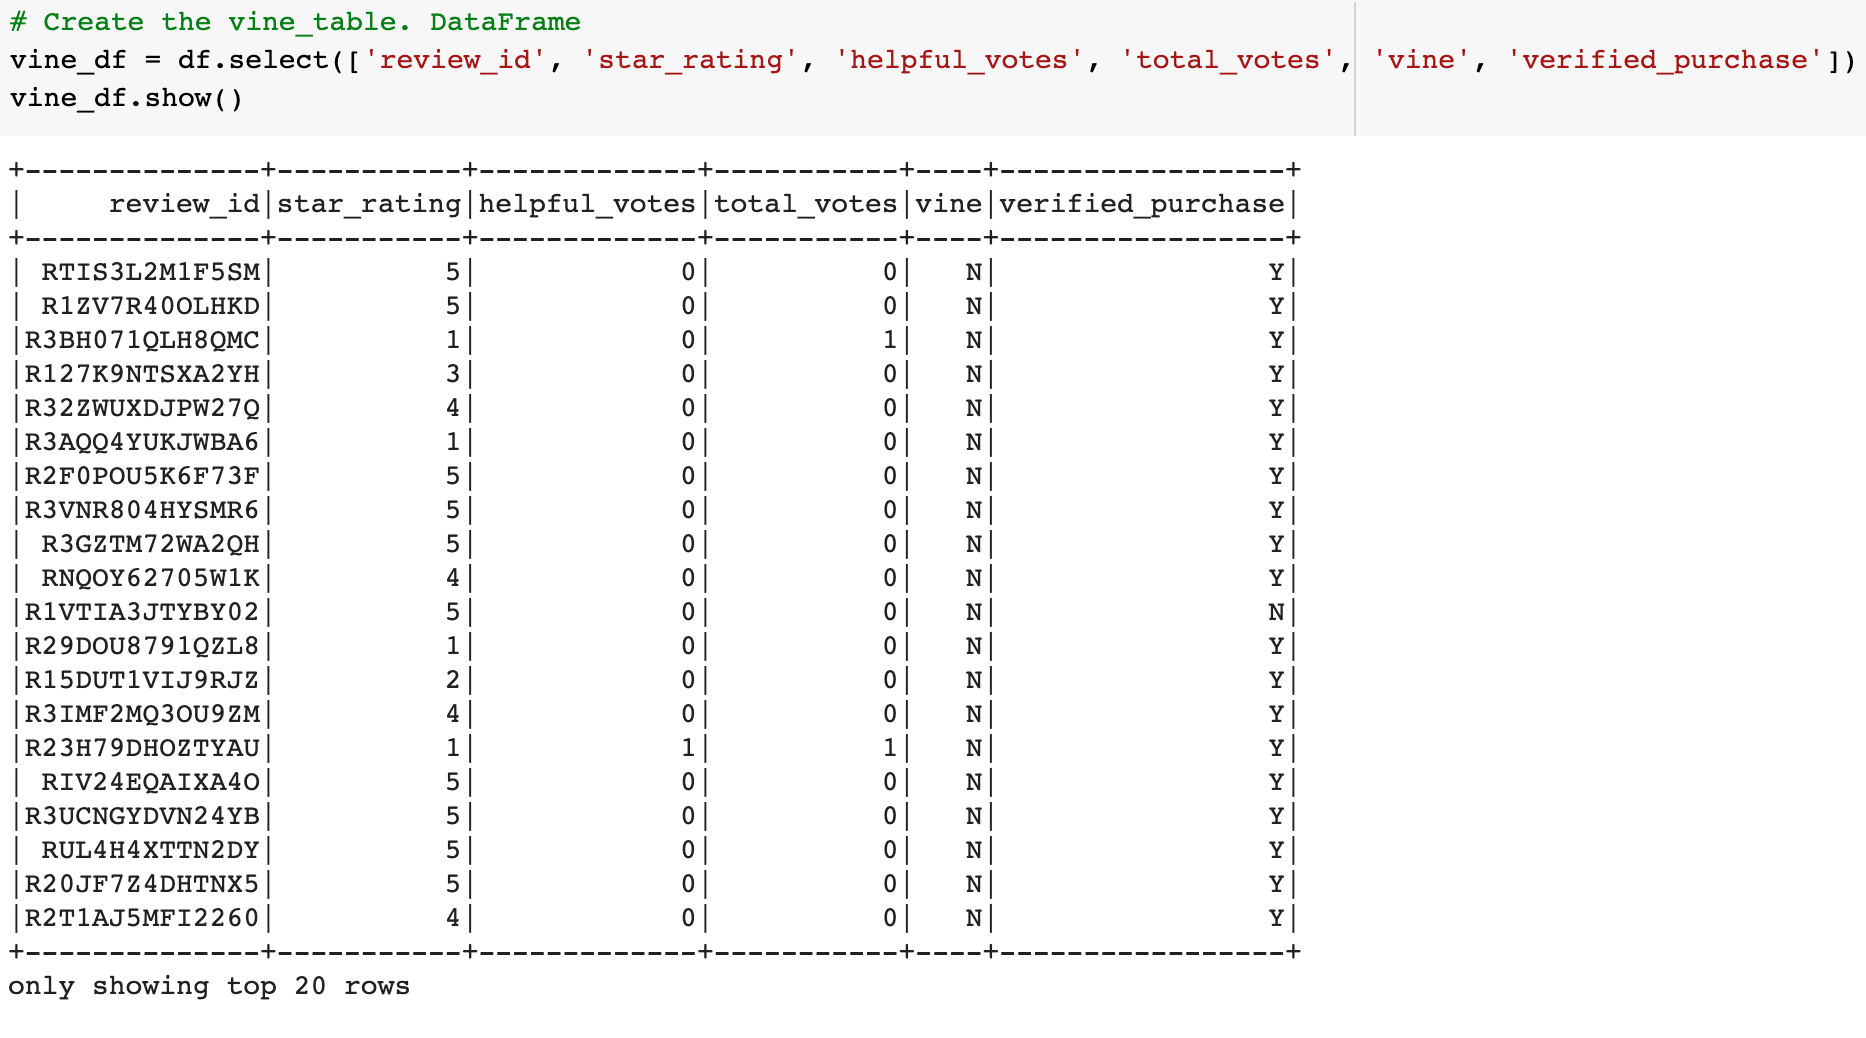 # Create the vine_table. DataFrame
vine_df = df.select(['review_id', 'star_rating', 'helpful_votes', 'total_votes', 'vine', 'verified_purchase'])
vine_df.show()
+--------------+-----------+-------------+-----------+----+-----------------+
|     review_id|star_rating|helpful_votes|total_votes|vine|verified_purchase|
+--------------+-----------+-------------+-----------+----+-----------------+
| RTIS3L2M1F5SM|          5|            0|          0|   N|                Y|
| R1ZV7R40OLHKD|          5|            0|          0|   N|                Y|
|R3BH071QLH8QMC|          1|            0|          1|   N|                Y|
|R127K9NTSXA2YH|          3|            0|          0|   N|                Y|
|R32ZWUXDJPW27Q|          4|            0|          0|   N|                Y|
|R3AQQ4YUKJWBA6|          1|            0|          0|   N|                Y|
|R2F0POU5K6F73F|          5|            0|          0|   N|                Y|
|R3VNR804HYSMR6|          5|            0|          0|   N|                Y|
| R3GZTM72WA2QH|          5|            0|          0|   N|                Y|
| RNQOY62705W1K|          4|            0|          0|   N|                Y|
|R1VTIA3JTYBY02|          5|            0|          0|   N|                N|
|R29DOU8791QZL8|          1|            0|          0|   N|                Y|
|R15DUT1VIJ9RJZ|          2|            0|          0|   N|                Y|
|R3IMF2MQ3OU9ZM|          4|            0|          0|   N|                Y|
|R23H79DHOZTYAU|          1|            1|          1|   N|                Y|
| RIV24EQAIXA4O|          5|            0|          0|   N|                Y|
|R3UCNGYDVN24YB|          5|            0|          0|   N|                Y|
| RUL4H4XTTN2DY|          5|            0|          0|   N|                Y|
|R20JF7Z4DHTNX5|          5|            0|          0|   N|                Y|
|R2T1AJ5MFI2260|          4|            0|          0|   N|                Y|
+--------------+-----------+-------------+-----------+----+-----------------+
only showing top 20 rows